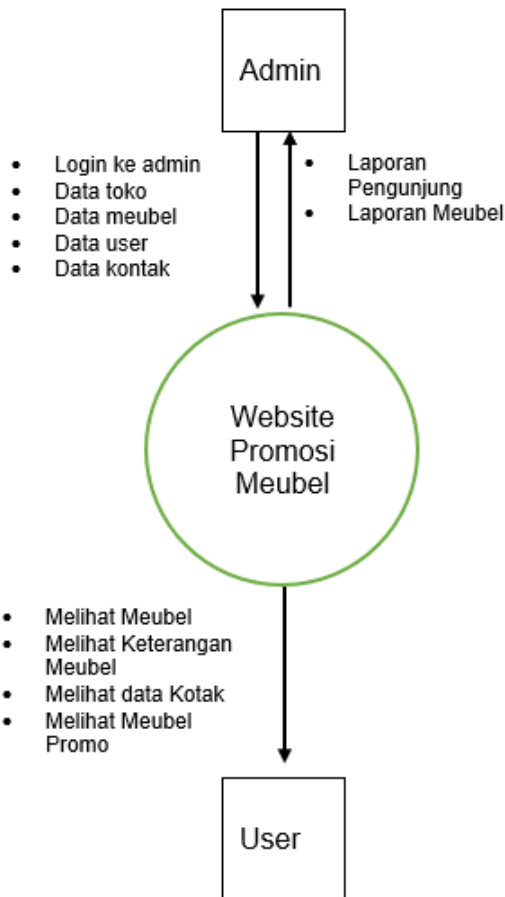 Admin
• Login ke admin
• Data toko
• Data meubel
• Data user
• Data kontak
• Laporan
Pengunjung
• Laporan Meubel
Website
Promosi
Meubel
• Melihat Meubel
• Melihat Keterangan
Meubel
• Melihat data Kotak
• Melihat Meubel
Promo
User